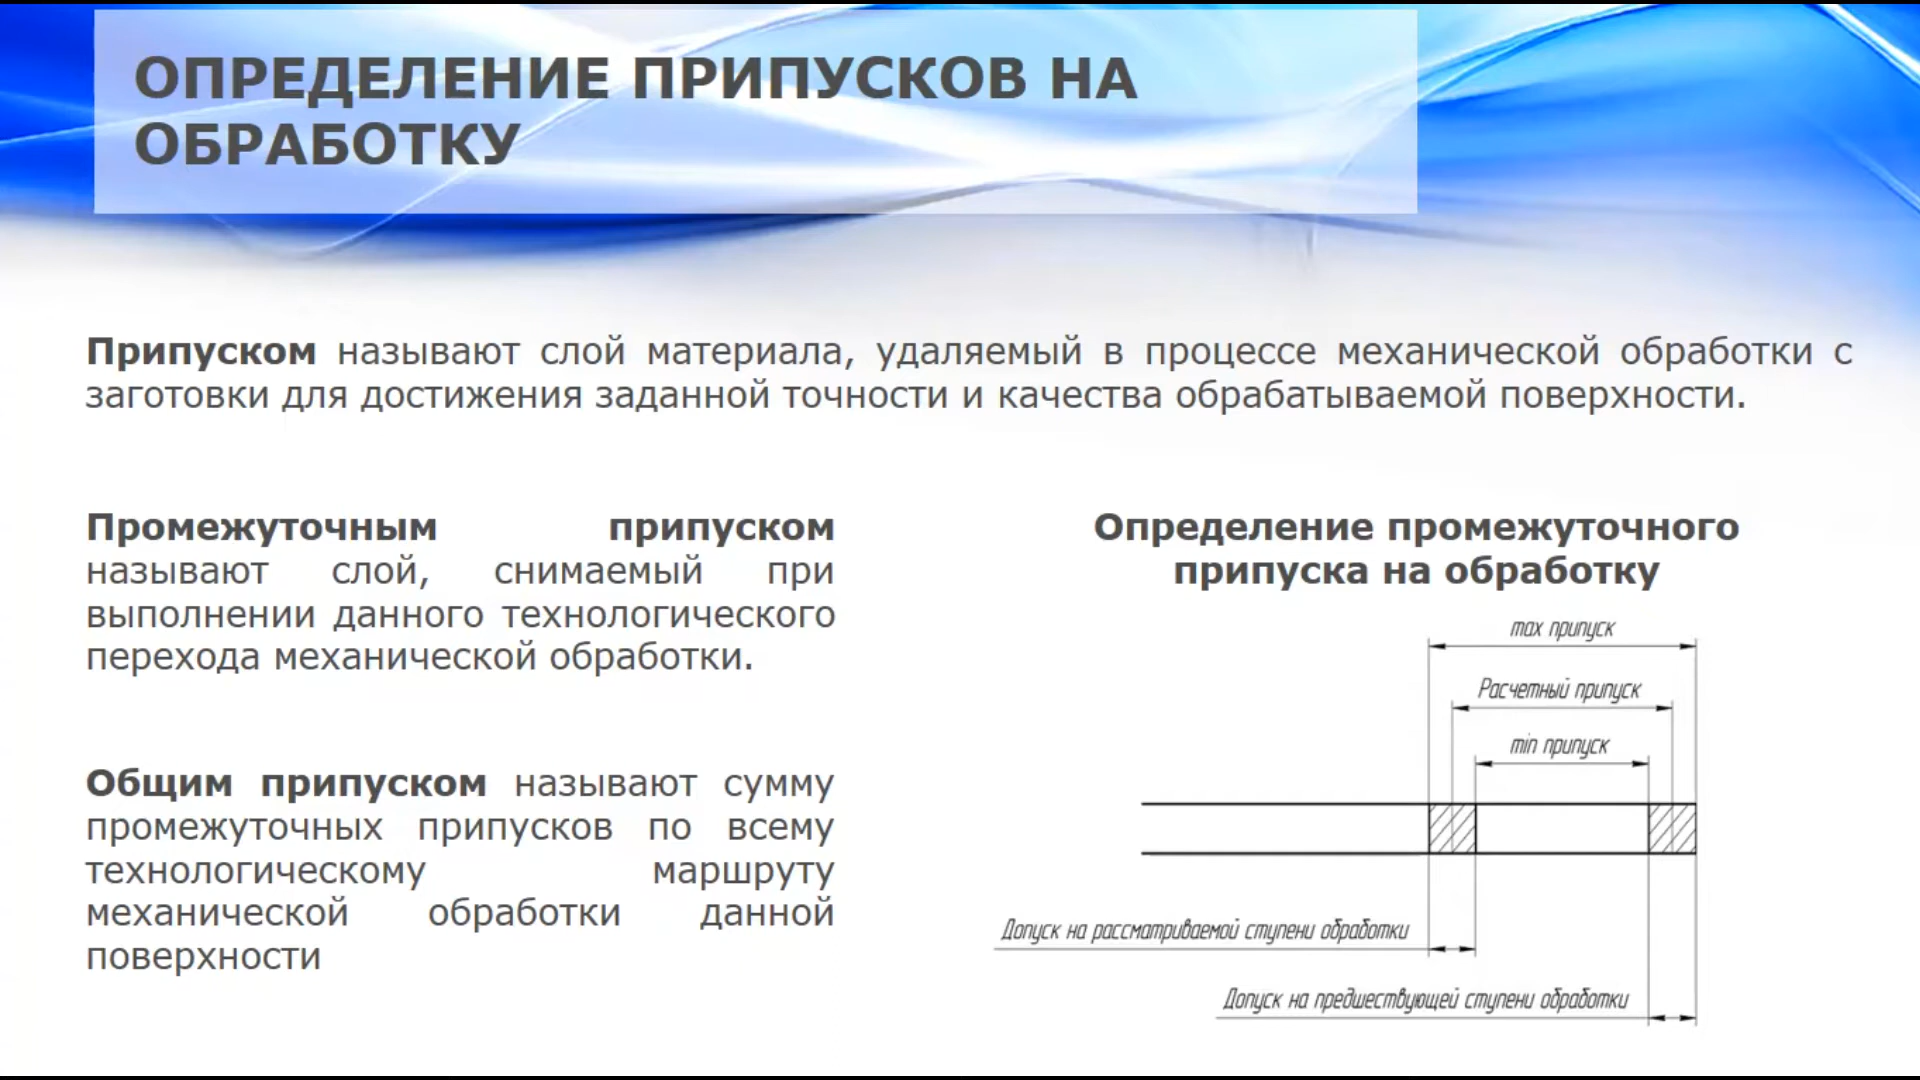 ОПРЕДЕЛЕНИЕ ПРИПУСКОВ НА
ОБРАБОТКУ
Припуском называют слой материала, удаляемый в процессе механической обработки с
заготовки для достижения заданной точности и качества обрабатываемой поверхности.
Промежуточным припуском
называют слой, снимаемый при
выполнении данного технологического
перехода механической обработки.
Общим припуском называют сумму
промежуточных припусков по всему
технологическому маршруту
механической обработки данной
поверхности
Определение промежуточного
припуска на обработку
max припуск
Расчетный припуск
min припуск
Допуск на рассматриваемой ступени обработки
Допуск на предшествующей ступени обработки